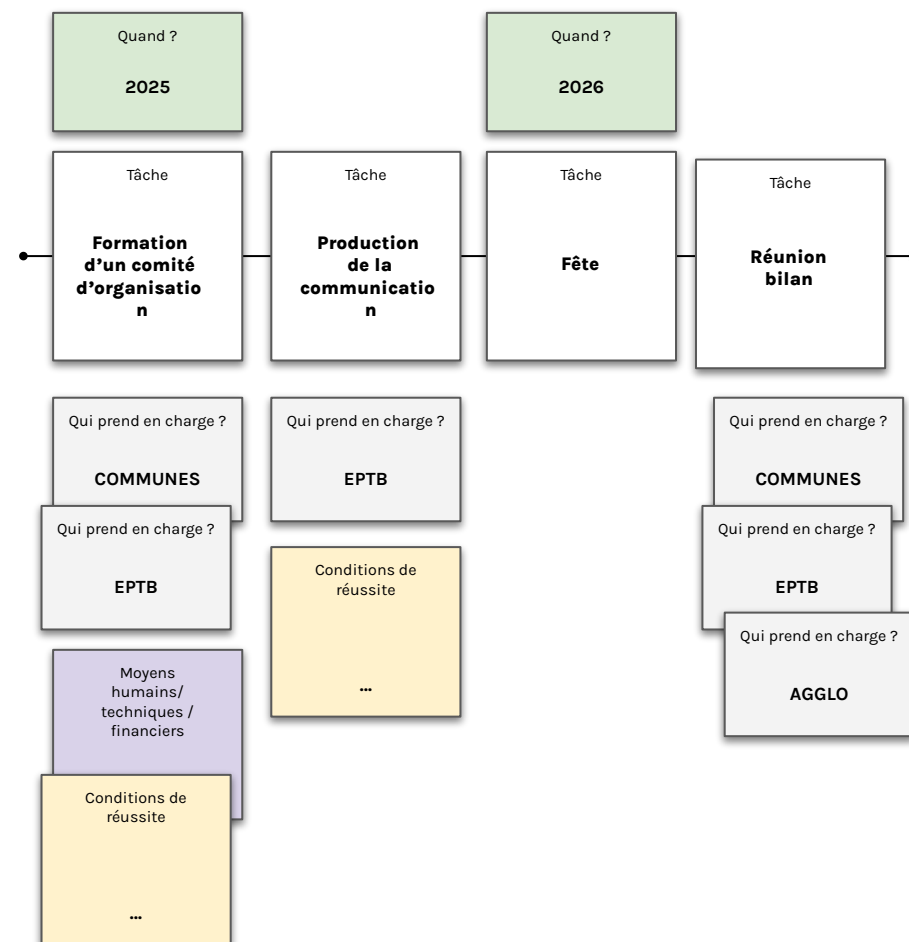 Quand ?
2025
Quand ?
2026
Tâche
Formation
d'un comité
d'organisatio
n
Tâche
Production
de la
communicatio
n
Tâche
Fête
Tâche
Réunion
bilan
Qui prend en charge ?
COMMUNES
Qui prend en charge ?
EPTB
Moyens
humains/
techniques /
financiers
Conditions de
réussite
...
Qui prend en charge ?
EPTB
Conditions de
réussite
...
Qui prend en charge ?
COMMUNES
Qui prend en charge ?
EPTB
Qui prend en charge ?
AGGLO